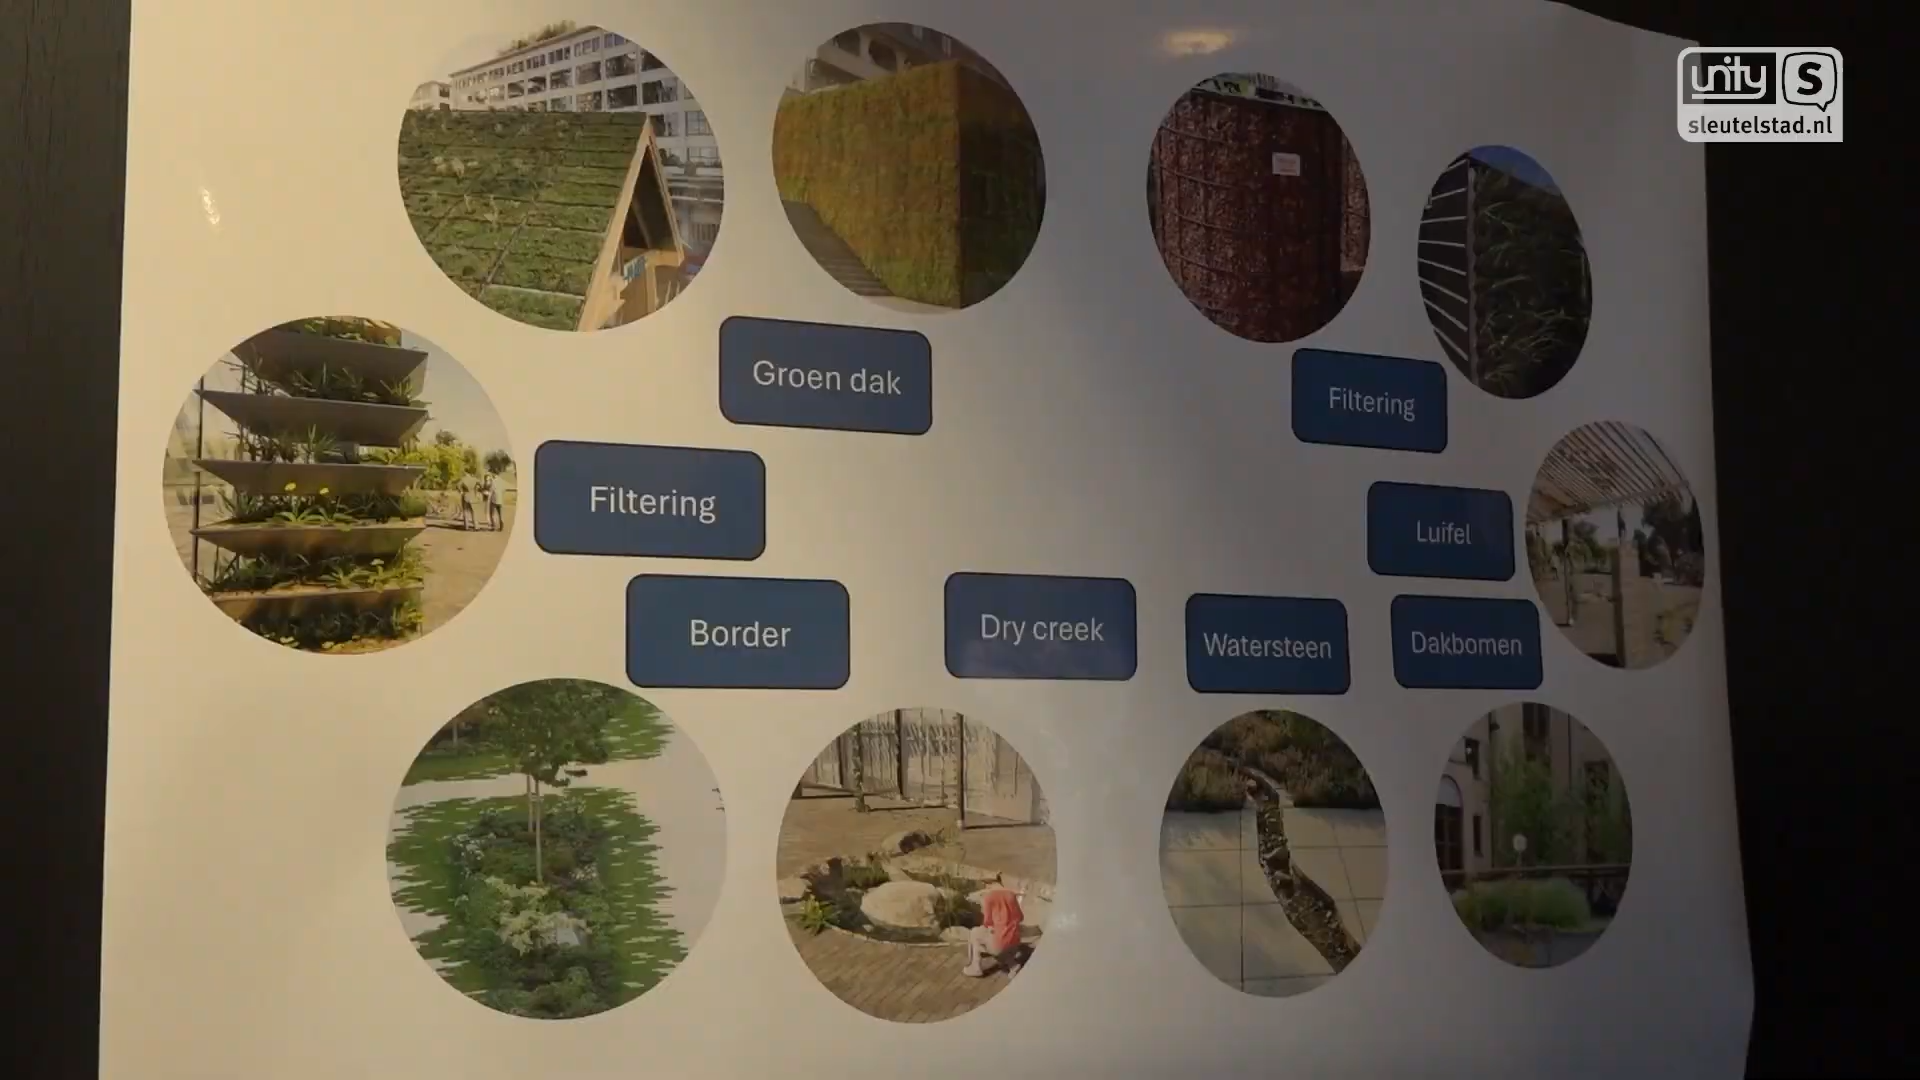 unity S
sleutelstad.nl
Groen dak
Filtering
Filtering
Luifel
Border
Dry creek
Watersteen
Dakbomen